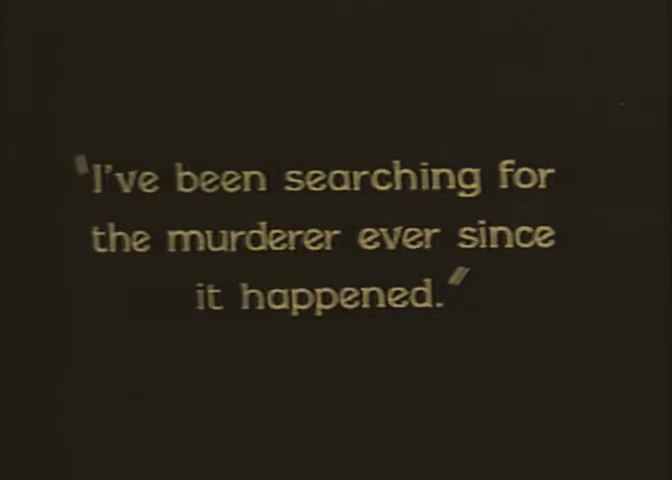 "I've been searching for
the murderer ever since
it happened."